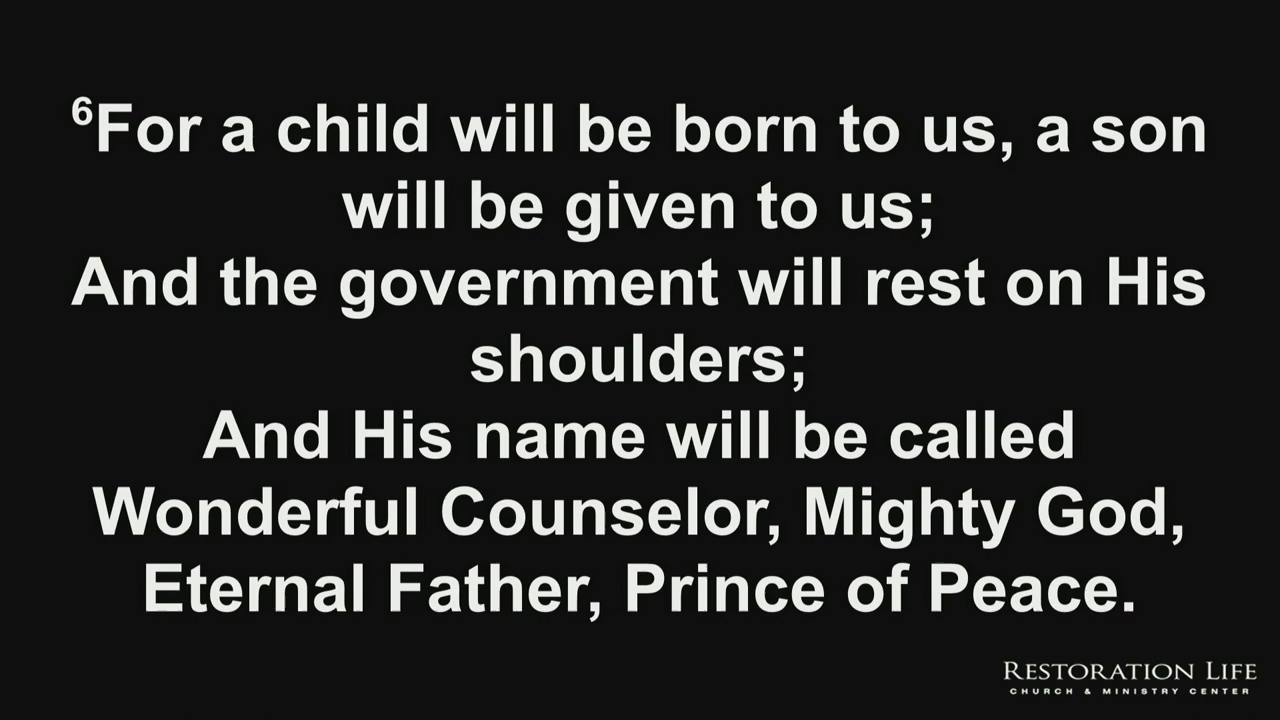 ⁶For a child will be born to us, a son
will be given to us;
And the government will rest on His
shoulders;
And His name will be called
Wonderful Counselor, Mighty God,
Eternal Father, Prince of Peace.
RESTORATION LIFE
CHURCH & MINISTRY CENTER